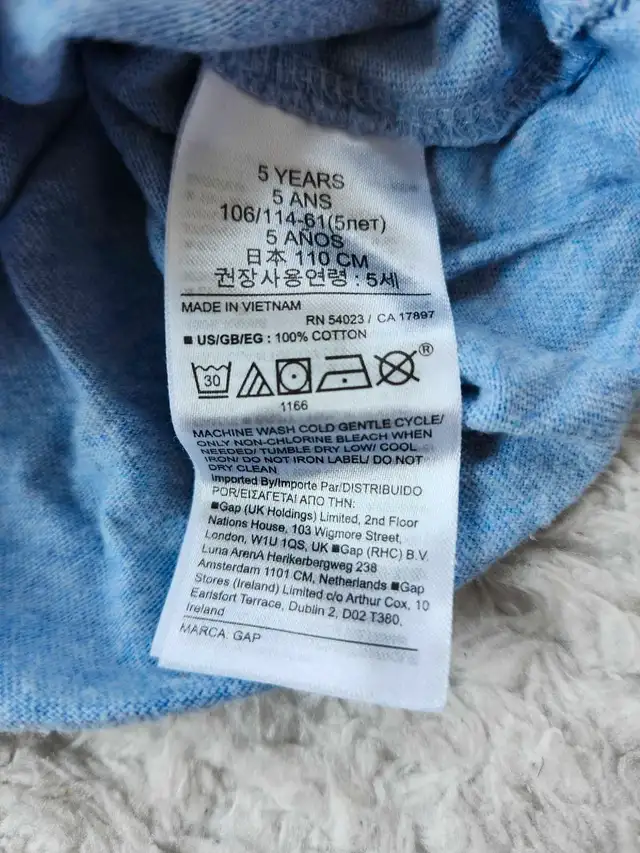 5 YEARS
5 ANS
106/114-61(5лет)
5 AÑOS
日本 110 CM
권장사용연령 : 5세
MADE IN VIETNAM
RN 54023 / CA 17897
■ US/GB/EG : 100% COTTON
30
®
1166
MACHINE WASH COLD GENTLE CYCLE/
ONLY NON-CHLORINE BLEACH WHEN
NEEDED/ TUMBLE DRY LOW/ COOL
IRON/ DO NOT IRON LABEL/ DO NOT
DRY CLEAN
Imported By/Importe Par/DISTRIBUIDO
POR/ΕΙΣΑΓΕΤΑΙ ΑΠΟ ΤΗΝ:
■Gap (UK Holdings) Limited, 2nd Floor
Nations House, 103 Wigmore Street,
London, W1U 1QS, UK ■Gap (RHC) B.V.
Luna ArenA Herikerbergweg 238
Amsterdam 1101 CM, Netherlands ■Gap
Stores (Ireland) Limited c/o Arthur Cox, 10
Earlsfort Terrace, Dublin 2, D02 T380,
Ireland
MARCA: GAP